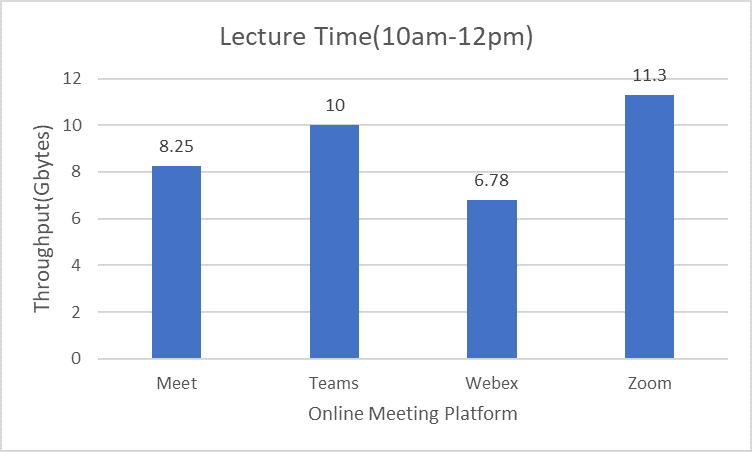 Lecture Time(10am-12pm)
Throughput(Gbytes)
12
10
8
6
4
2
0
8.25
10
6.78
11.3
Meet
Teams
Webex
Zoom
Online Meeting Platform